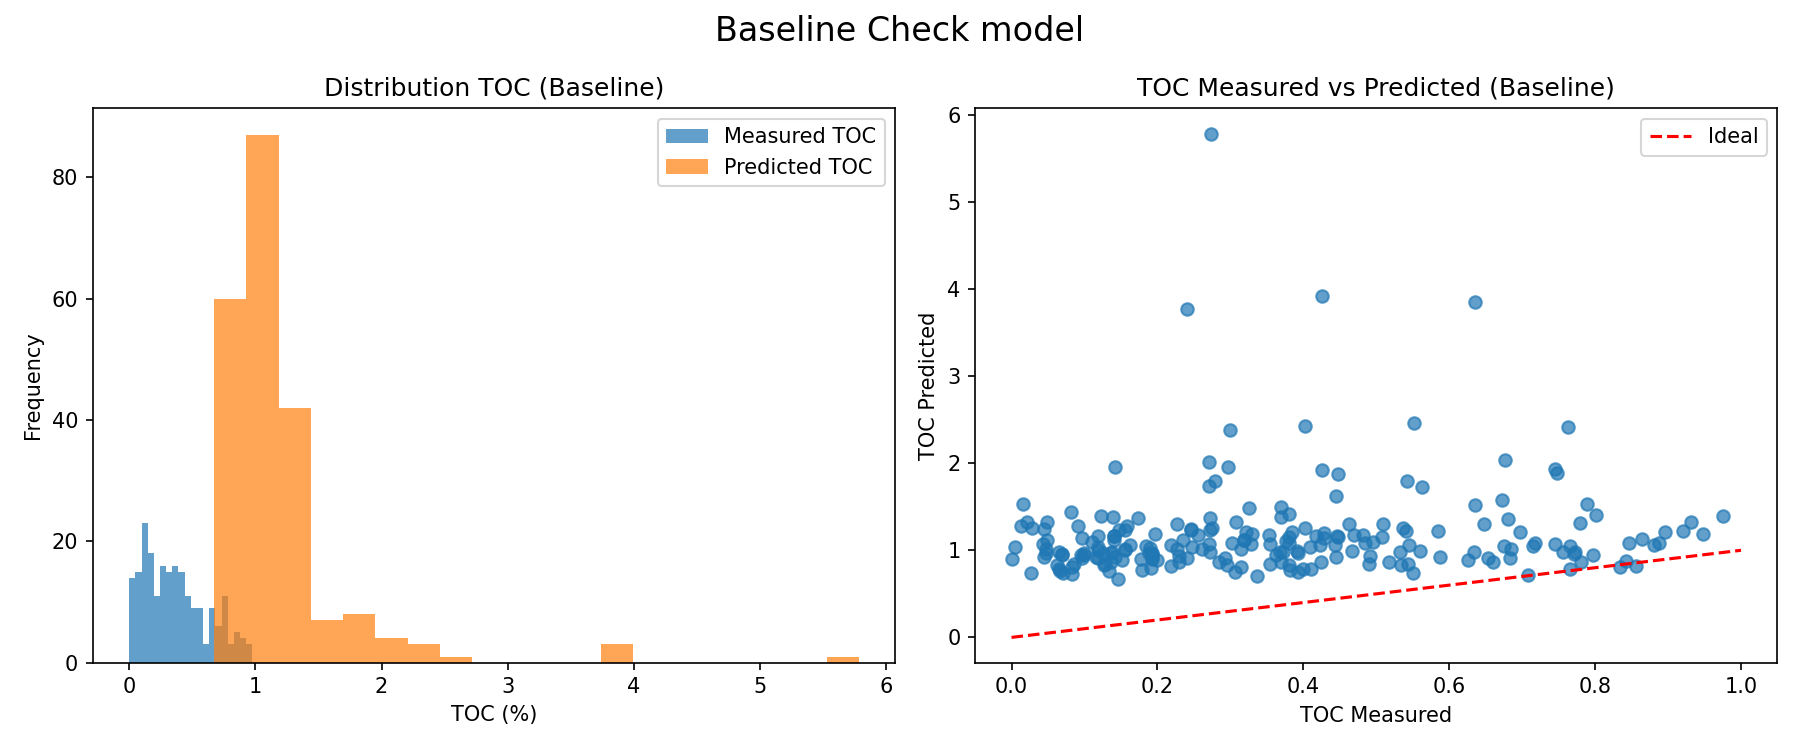 Baseline Check model
Distribution TOC (Baseline)
Measured TOC
Predicted TOC
Frequency
80
60
40
20
0
0 1 2 3 4 5 6
TOC (%)
TOC Measured vs Predicted (Baseline)
Ideal
TOC Predicted
6
5
4
3
2
1
0
0.0 0.2 0.4 0.6 0.8 1.0
TOC Measured